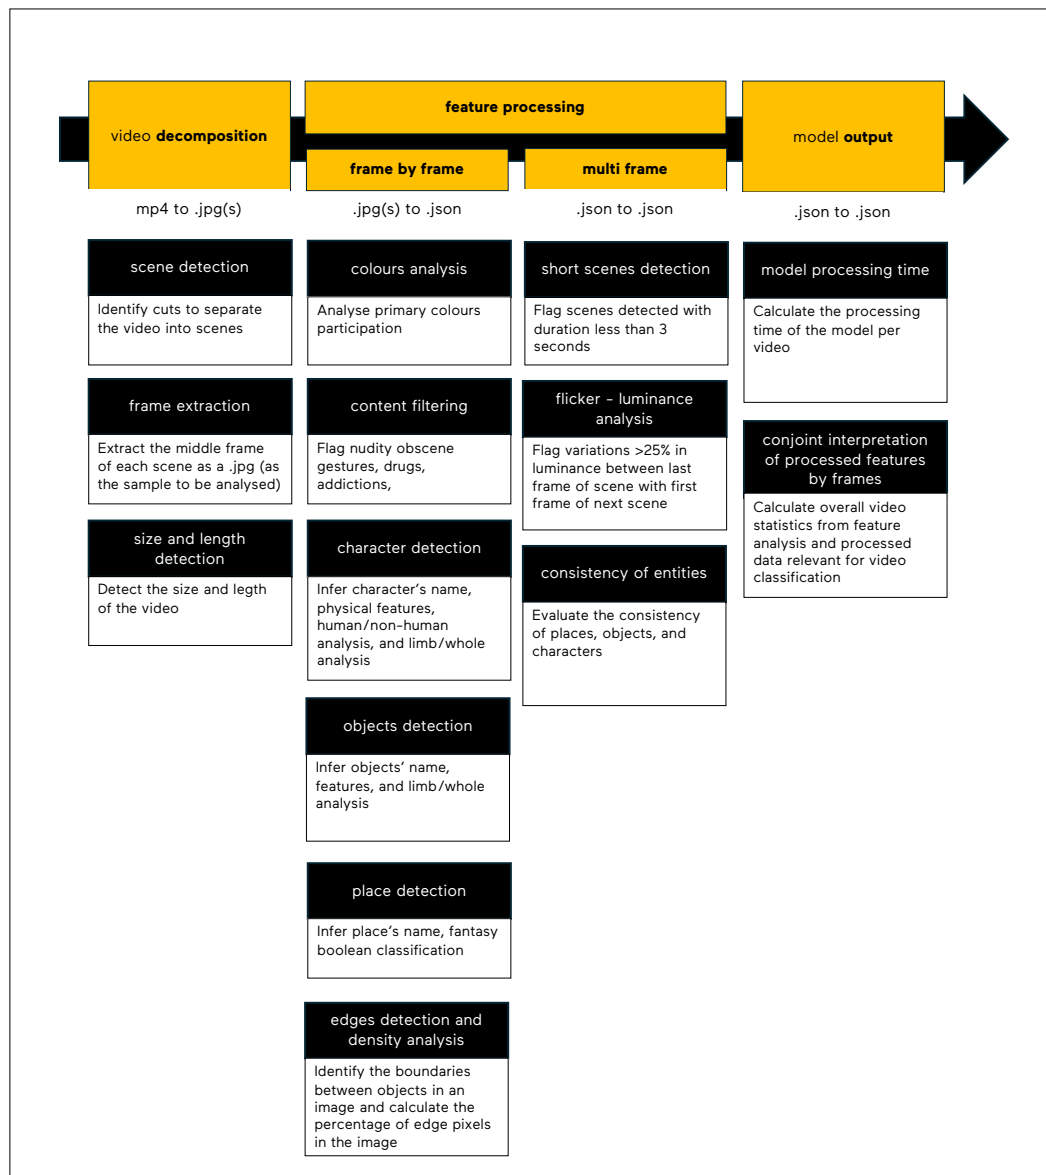 feature processing
video decomposition
model output
frame by frame
multi frame
mp4 to .jpg(s)
.jpg(s) to .json
.json to .json
.json to .json
scene detection
Identify cuts to separate
the video into scenes
frame extraction
Extract the middle frame
of each scene as a .jpg (as
the sample to be analysed)
size and length
detection
Detect the size and legth
of the video
colours analysis
Analyse primary colours
participation
content filtering
Flag nudity obscene
gestures, drugs,
addictions,
character detection
Infer character’s name,
physical features,
human/non-human
analysis, and limb/whole
analysis
objects detection
Infer objects’ name,
features, and limb/whole
analysis
place detection
Infer place’s name, fantasy
boolean classification
edges detection and
density analysis
Identify the boundaries
between objects in an
image and calculate the
percentage of edge pixels
in the image
short scenes detection
Flag scenes detected with
duration less than 3
seconds
flicker – luminance
analysis
Flag variations >25% in
luminance between last
frame of scene with first
frame of next scene
consistency of entities
Evaluate the consistency
of places, objects, and
characters
model processing time
Calculate the processing
time of the model per
video
conjoint interpretation
of processed features
by frames
Calculate overall video
statistics from feature
analysis and processed
data relevant for video
classification